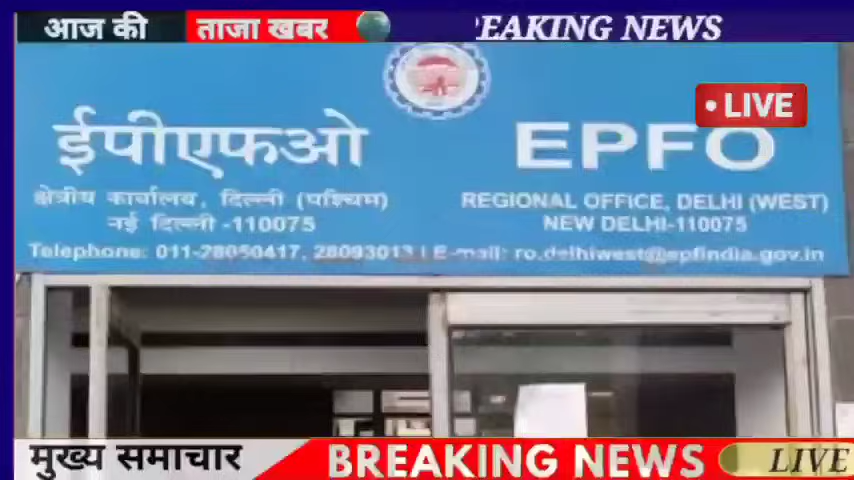 आज की ताजा खबर BREAKING NEWS
• LIVE
ईपीएफओ EPFO
क्षेत्रीय कार्यालय, दिल्ली (पश्चिम) REGIONAL OFFICE, DELHI (WEST)
नई दिल्ली -110075 NEW DELHI-110075
Telephone: 011-28050417, 28093013 | E-mail: ro.delhiwest@epfindia.gov.in
मुख्य समाचार BREAKING NEWS LIVE